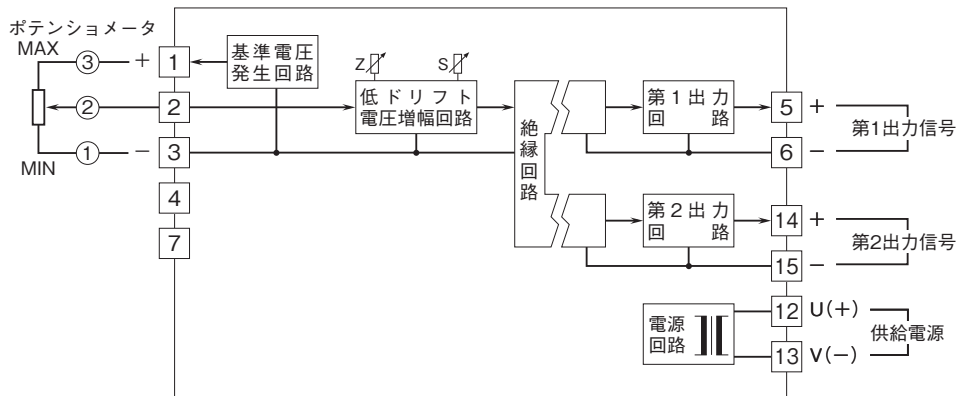 ポテンショメータ
MAX
③
+
1
基準電圧
発生回路
Z
S
②
2
低ドリフト
電圧増幅回路
①
−
3
MIN
4
7
絶縁回路
第1出力
回路
5
+
第1出力信号
6
−
第2出力
回路
14
+
第2出力信号
15
−
電源
回路
12
U(+)
供給電源
13
V(−)